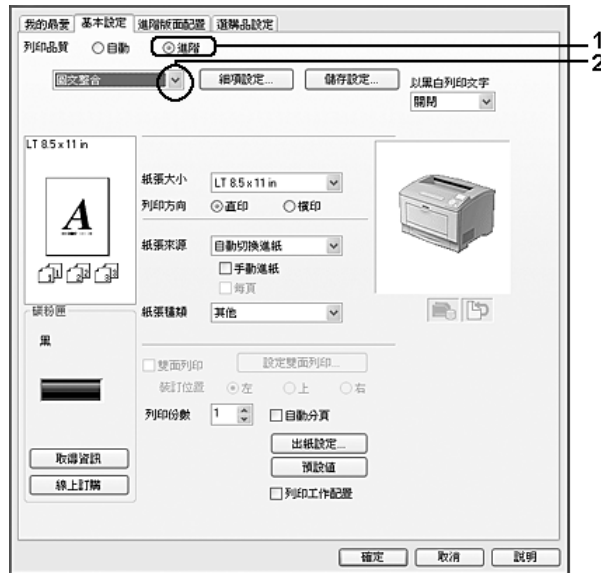 我的最愛 基本設定 進階版面配置 選購品設定
列印品質 自動 進階 1
2
圖文整合 細項設定... 儲存設定... 以黑白列印文字
關閉
LT 8.5 x 11 in
紙張大小 LT 8.5 x 11 in
列印方向 直印 橫印
A
紙張來源 自動切換進紙
手動進紙
每頁
碳粉匣 紙張種類 其他
黑
雙面列印 設定雙面列印...
裝訂位置 左 上 右
列印份數 1 自動分頁
出紙設定...
取得資訊 預設值
線上訂購 列印工作配置
確定 取消 說明